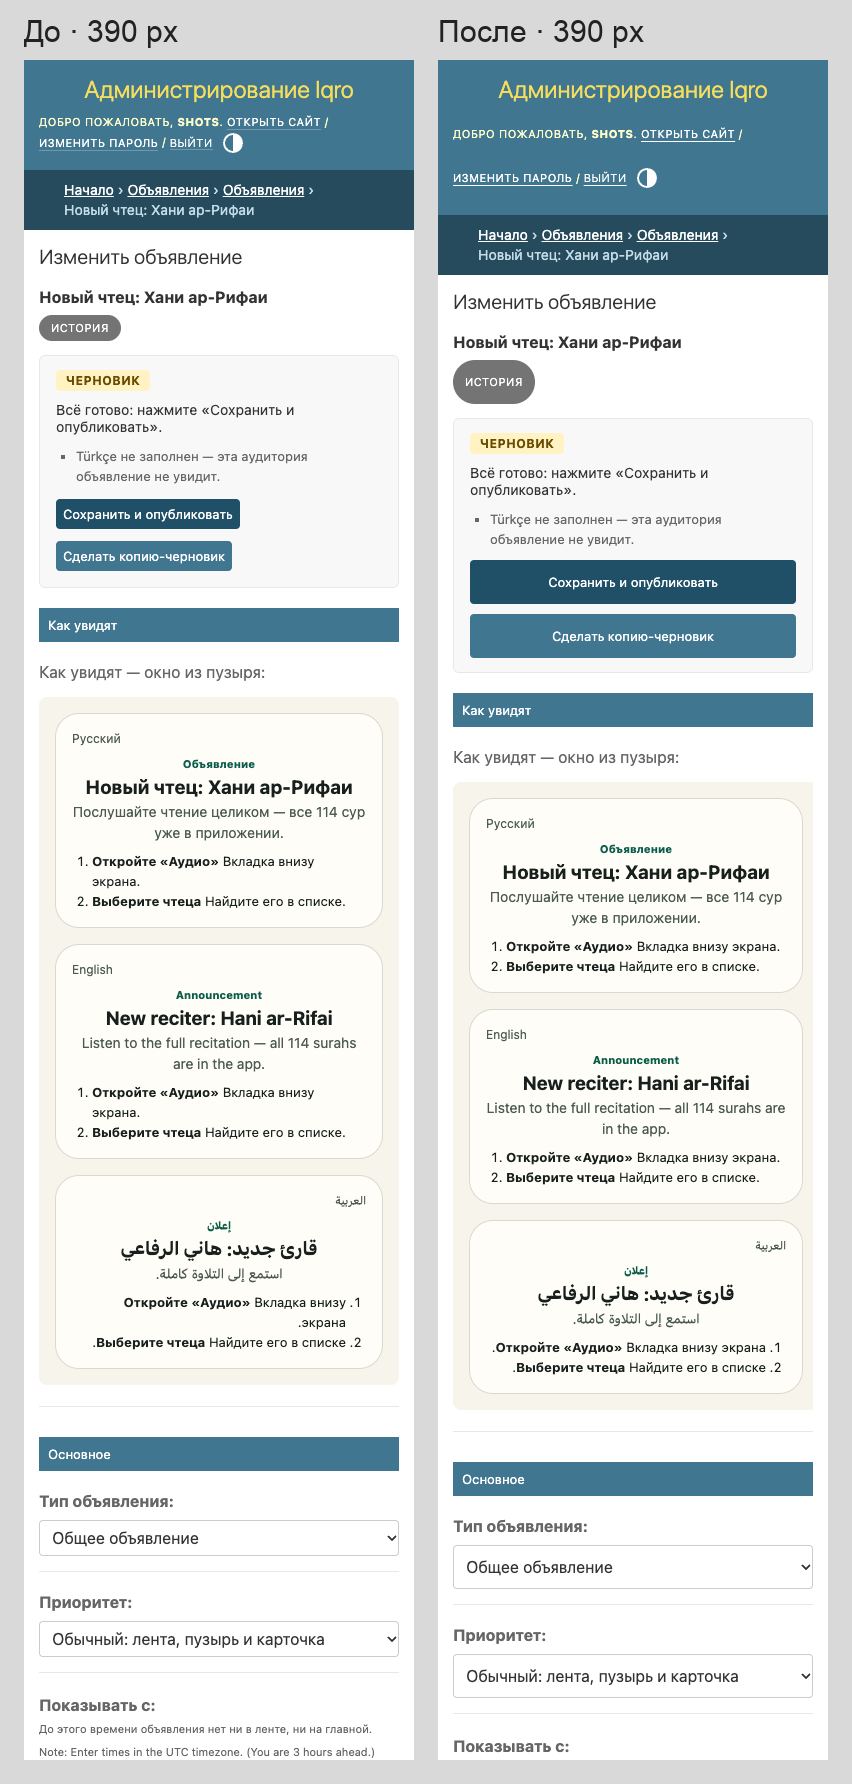 До · 390 px
Администрирование Iqro
ДОБРО ПОЖАЛОВАТЬ, SHOTS. ОТКРЫТЬ САЙТ /
ИЗМЕНИТЬ ПАРОЛЬ / ВЫЙТИ
Начало › Объявления › Объявления ›
Новый чтец: Хани ар-Рифаи
Изменить объявление
Новый чтец: Хани ар-Рифаи
ИСТОРИЯ
ЧЕРНОВИК
Всё готово: нажмите «Сохранить и
опубликовать».
Türkçe не заполнен — эта аудитория
объявление не увидит.
Сохранить и опубликовать
Сделать копию-черновик
Как увидят
Как увидят — окно из пузыря:
Русский
Объявление
Новый чтец: Хани ар-Рифаи
Послушайте чтение целиком — все 114 сур
уже в приложении.
1. Откройте «Аудио» Вкладка внизу
экрана.
2. Выберите чтеца Найдите его в списке.
English
Announcement
New reciter: Hani ar-Rifai
Listen to the full recitation — all 114 surahs
are in the app.
1. Откройте «Аудио» Вкладка внизу
экрана.
2. Выберите чтеца Найдите его в списке.
العربية
إعلان
قارئ جديد: هاني الرفاعي
استمع إلى التلاوة كاملة.
1. Откройте «Аудио» Вкладка внизу
экрана.
2. Выберите чтеца Найдите его в списке.
Основное
Тип объявления:
Общее объявление
Приоритет:
Обычный: лента, пузырь и карточка
Показывать с:
До этого времени объявления нет ни в ленте, ни на главной.
Note: Enter times in the UTC timezone. (You are 3 hours ahead.)
После · 390 px
Администрирование Iqro
ДОБРО ПОЖАЛОВАТЬ, SHOTS. ОТКРЫТЬ САЙТ /
ИЗМЕНИТЬ ПАРОЛЬ / ВЫЙТИ
Начало › Объявления › Объявления ›
Новый чтец: Хани ар-Рифаи
Изменить объявление
Новый чтец: Хани ар-Рифаи
ИСТОРИЯ
ЧЕРНОВИК
Всё готово: нажмите «Сохранить и
опубликовать».
Türkçe не заполнен — эта аудитория
объявление не увидит.
Сохранить и опубликовать
Сделать копию-черновик
Как увидят
Как увидят — окно из пузыря:
Русский
Объявление
Новый чтец: Хани ар-Рифаи
Послушайте чтение целиком — все 114 сур
уже в приложении.
1. Откройте «Аудио» Вкладка внизу экрана.
2. Выберите чтеца Найдите его в списке.
English
Announcement
New reciter: Hani ar-Rifai
Listen to the full recitation — all 114 surahs are
in the app.
1. Откройте «Аудио» Вкладка внизу экрана.
2. Выберите чтеца Найдите его в списке.
العربية
إعلان
قارئ جديد: هاني الرفاعي
استمع إلى التلاوة كاملة.
1. Откройте «Аудио» Вкладка внизу экрана.
2. Выберите чтеца Найдите его в списке.
Основное
Тип объявления:
Общее объявление
Приоритет:
Обычный: лента, пузырь и карточка
Показывать с: